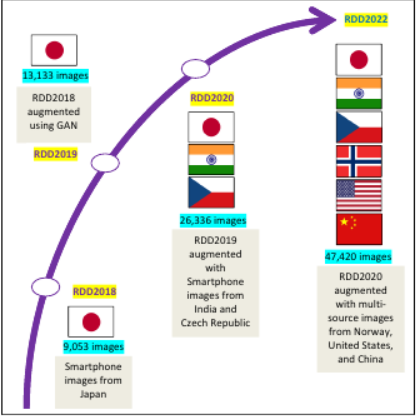 RDD2022
13,133 images
RDD2018
augmented
using GAN
RDD2019
RDD2020
26,336 images
RDD2019
augmented
with
Smartphone
images from
India and
Czech Republic
47,420 images
RDD2020
augmented
with multi-
source images
from Norway,
United States,
and China
RDD2018
9,053 images
Smartphone
images from
Japan